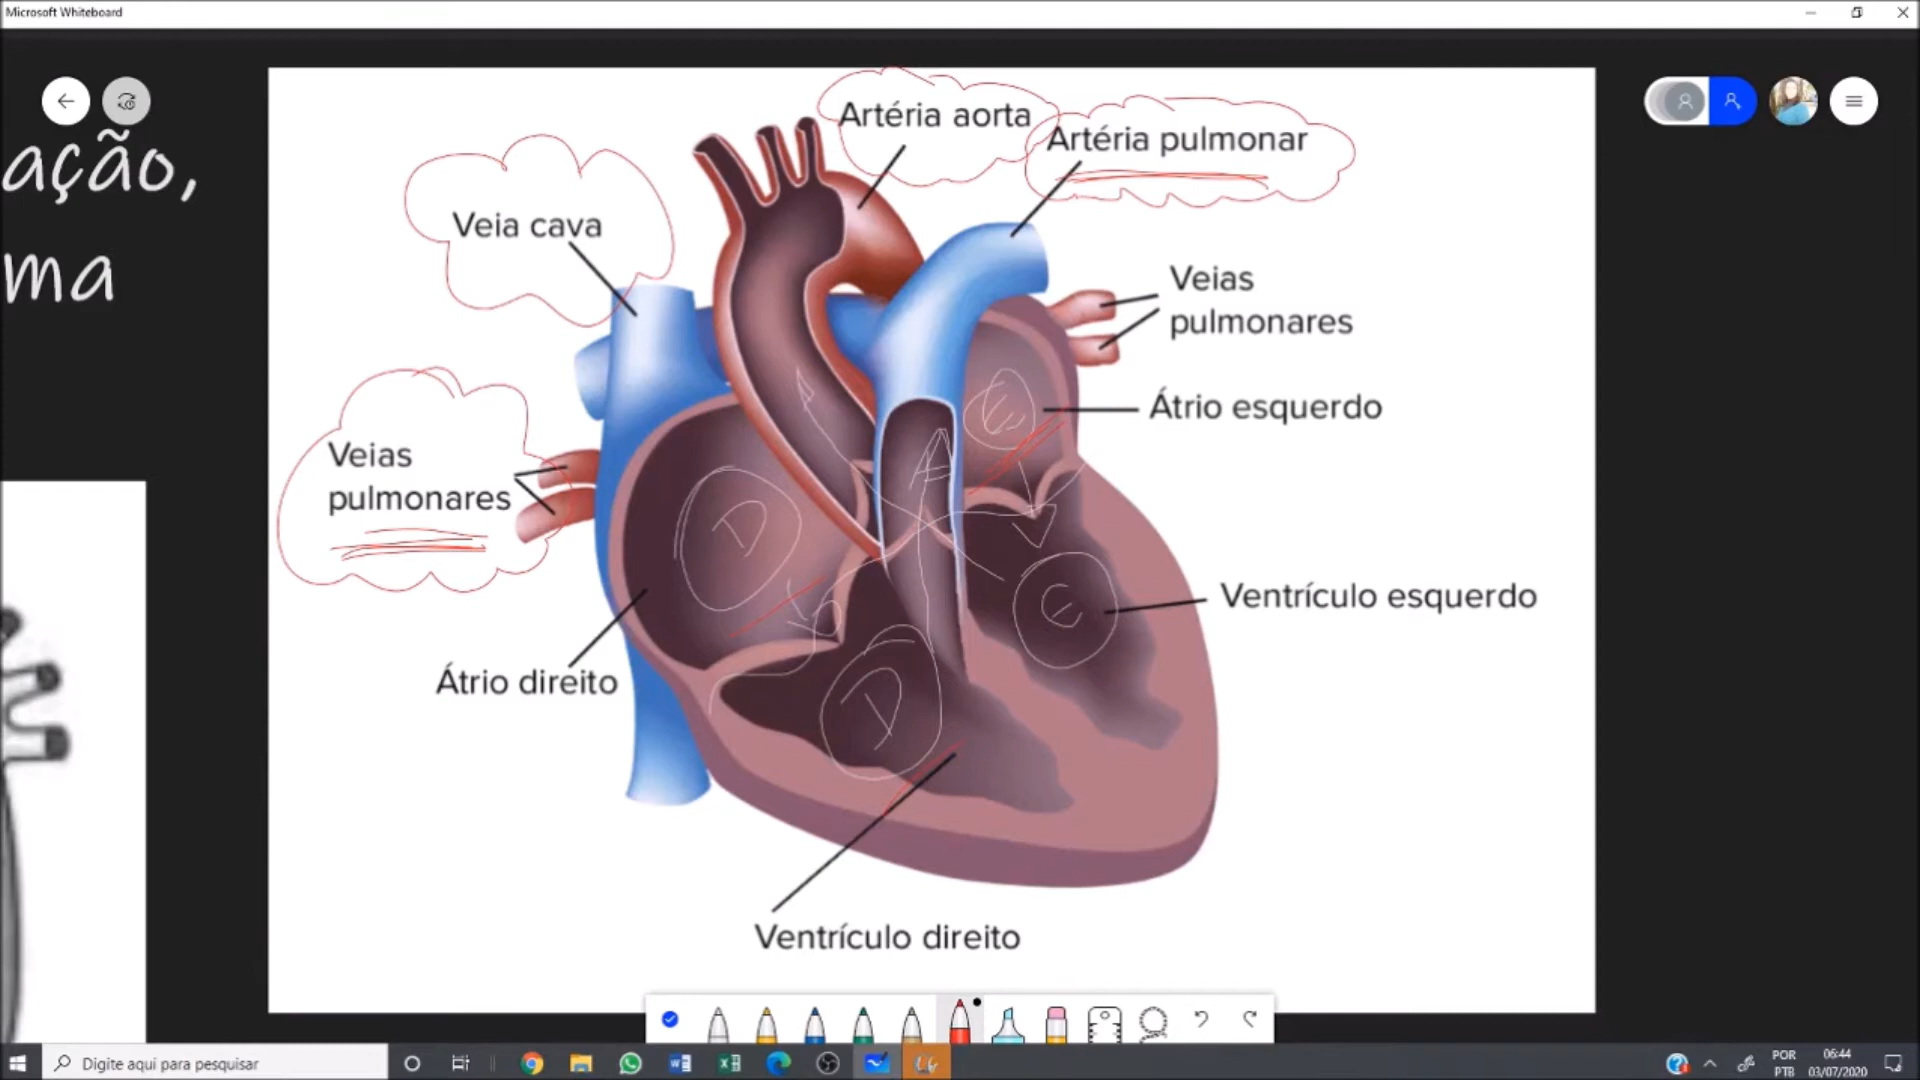 Microsoft Whiteboard
ação,
ma
Artéria aorta
Artéria pulmonar
Veia cava
Veias
pulmonares
Veias
pulmonares
Átrio esquerdo
Átrio direito
Ventrículo esquerdo
Ventrículo direito
D
E
A
D
E
Digite aqui para pesquisar
POR
PTB
06:44
03/07/2020